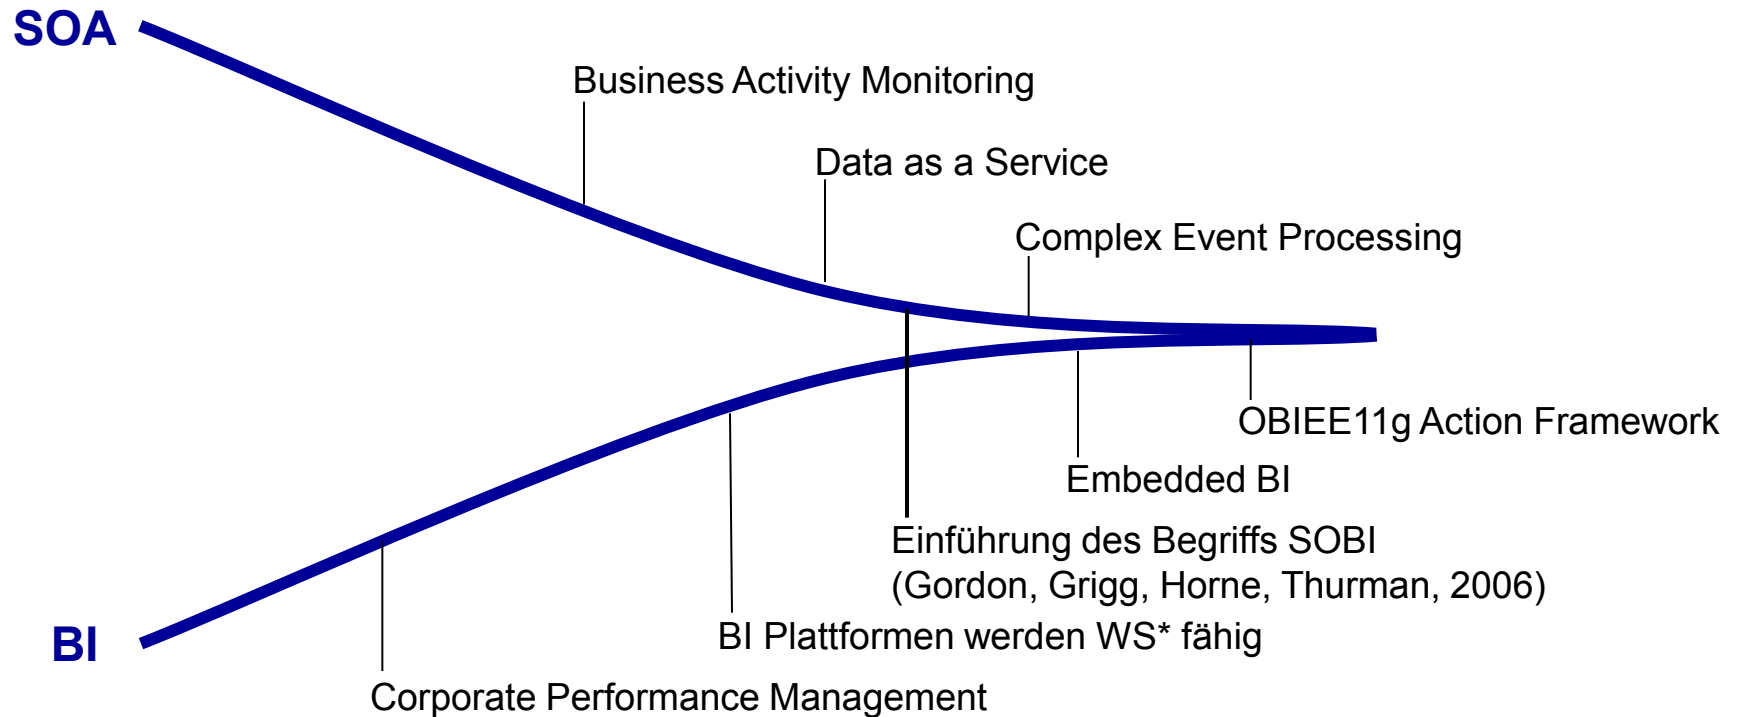 SOA
Business Activity Monitoring
Data as a Service
Complex Event Processing
OBIEE11g Action Framework
Embedded BI
Einführung des Begriffs SOBI
(Gordon, Grigg, Horne, Thurman, 2006)
BI Plattformen werden WS* fähig
BI
Corporate Performance Management